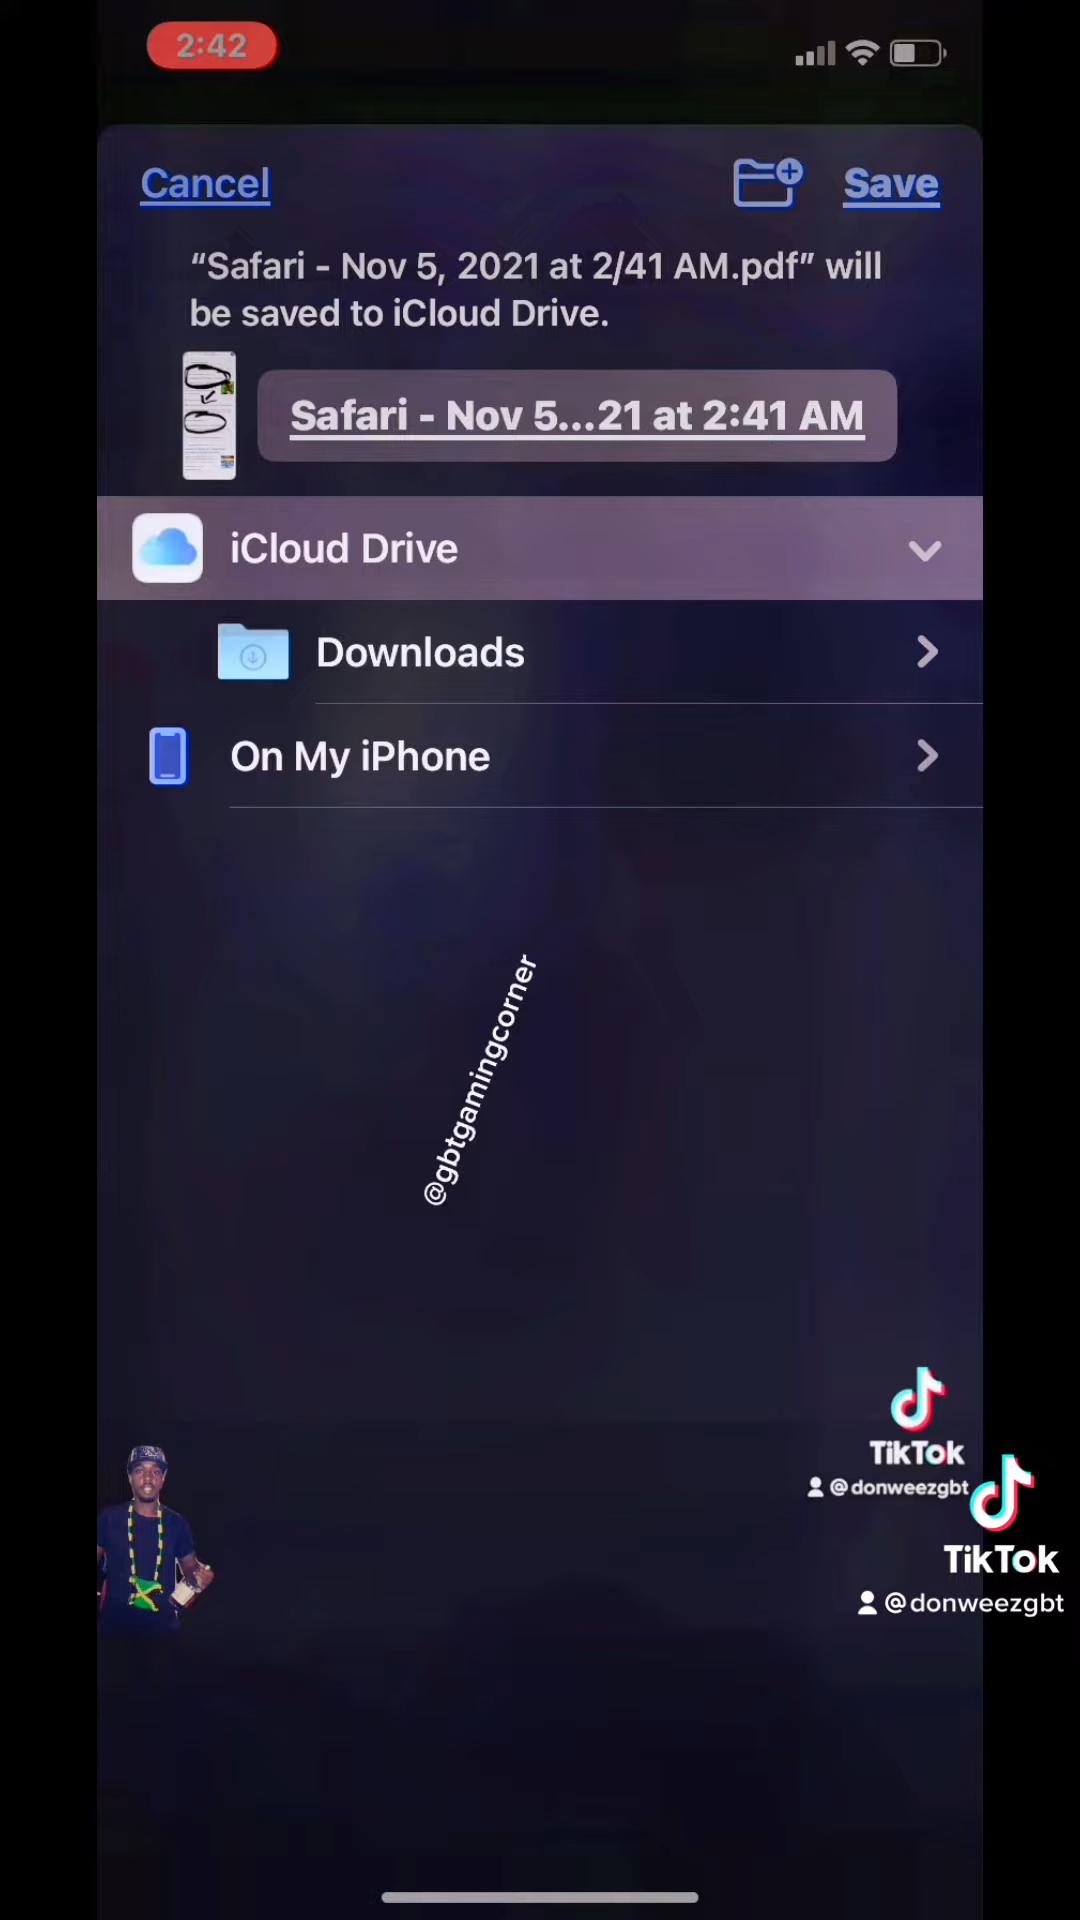 2:42
Cancel
Save
“Safari - Nov 5, 2021 at 2/41 AM.pdf” will
be saved to iCloud Drive.
Safari - Nov 5...21 at 2:41 AM
iCloud Drive
Downloads
On My iPhone
@gbtgamingcorner
TikTok
@donweezgbt
TikTok
@donweezgbt